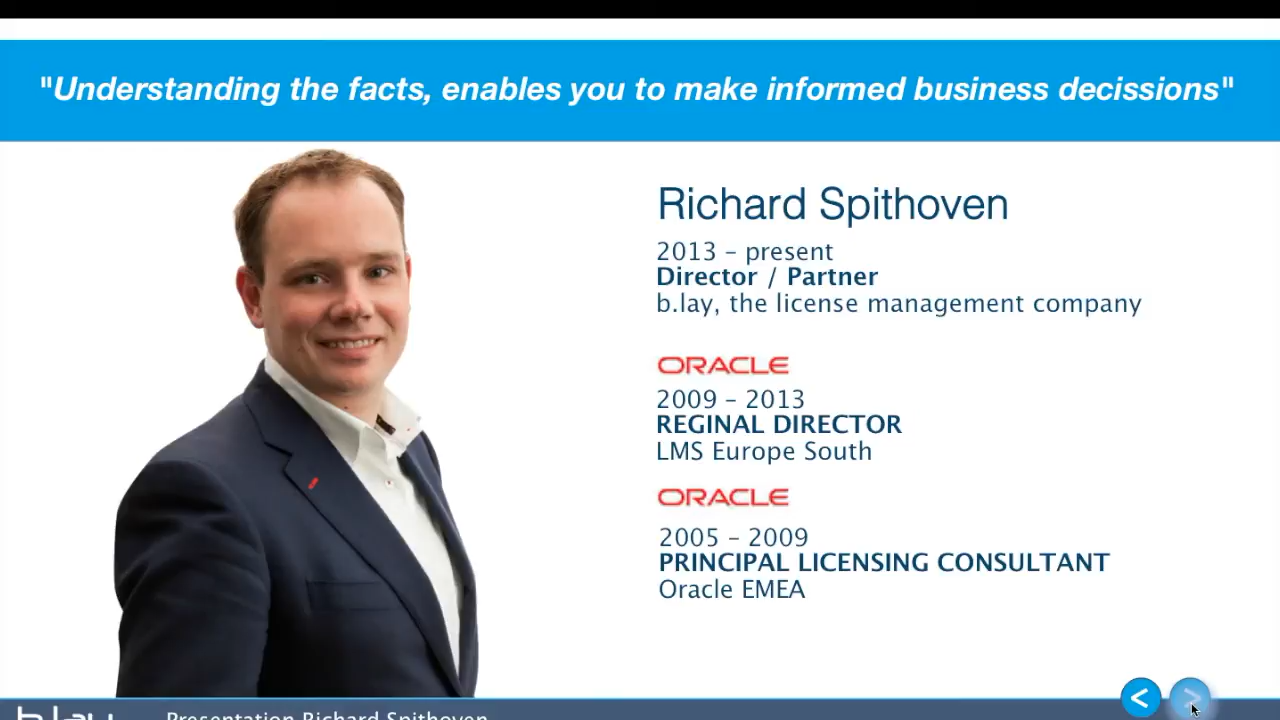 "Understanding the facts, enables you to make informed business decissions"
Richard Spithoven
2013 – present
Director / Partner
b.lay, the license management company
ORACLE
2009 – 2013
REGINAL DIRECTOR
LMS Europe South
ORACLE
2005 – 2009
PRINCIPAL LICENSING CONSULTANT
Oracle EMEA
b.lay
Presentation Richard Spithoven